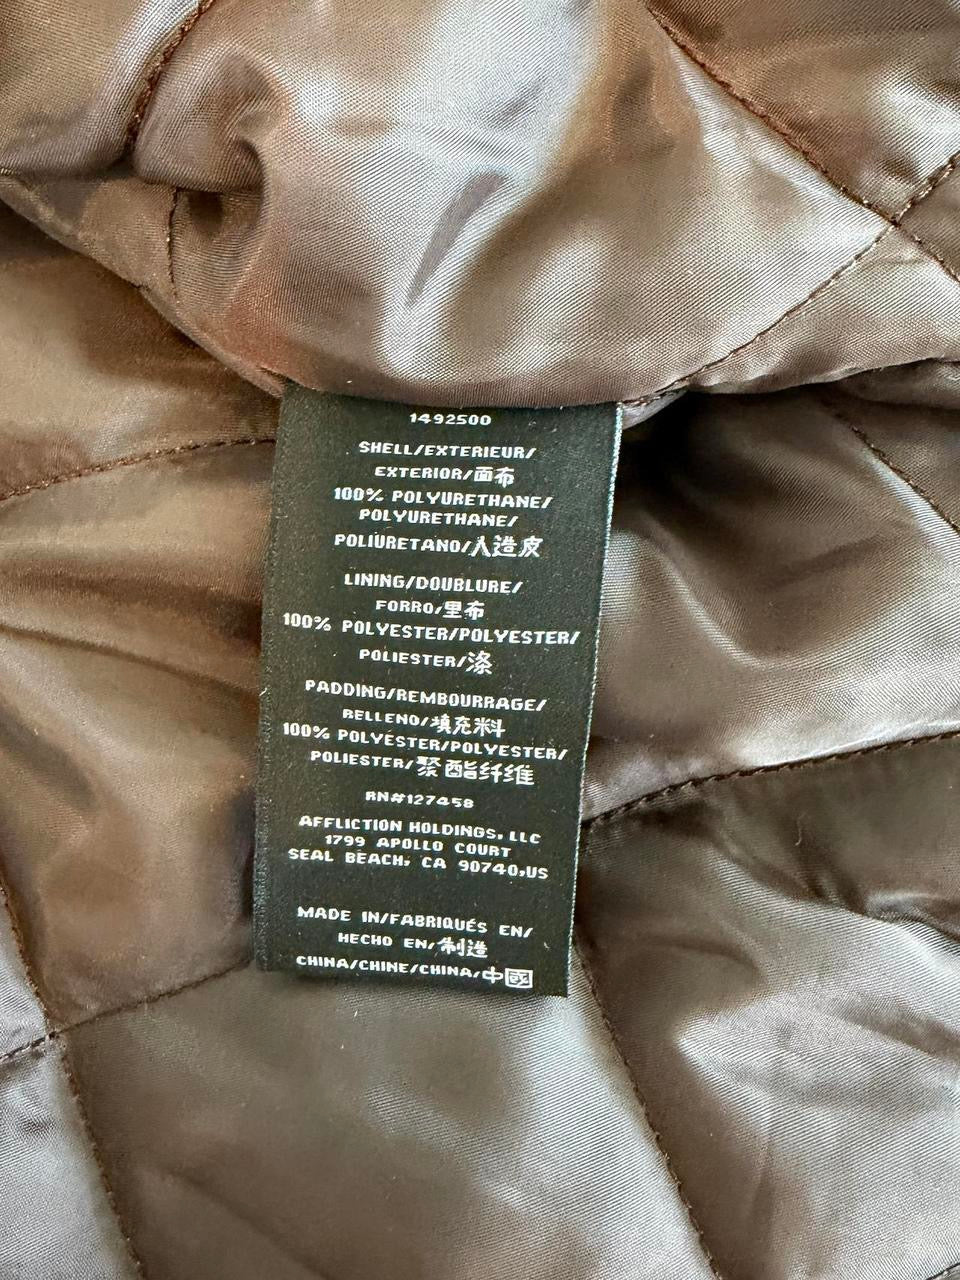 1492500
SHELL/EXTERIEUR/
EXTERIOR/面布
100% POLYURETHANE/
POLYURETHANE/
POLIURETANO/人造皮
LINING/DOUBLURE/
FORRO/里布
100% POLYESTER/POLYESTER/
POLIESTER/涤
PADDING/REMBOURRAGE/
RELLENO/填充料
100% POLYESTER/POLYESTER/
POLIESTER/聚酯纤维
RN#127458
AFFLICTION HOLDINGS, LLC
1799 APOLLO COURT
SEAL BEACH, CA 90740,US
MADE IN/FABRIQUÉS EN/
HECHO EN/制造
CHINA/CHINE/CHINA/中國